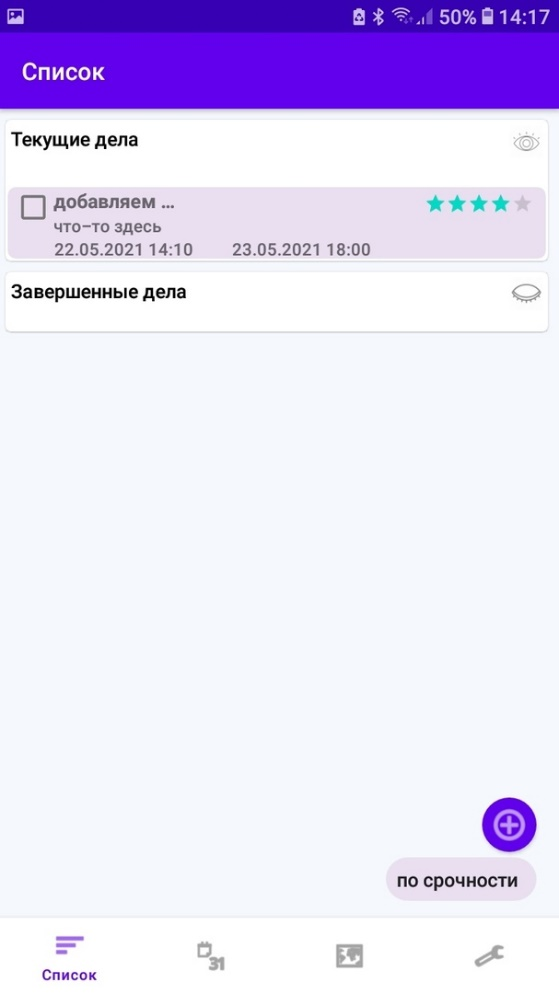 50% 14:17
Список
Текущие дела
добавляем ...
что-то здесь
22.05.2021 14:10 23.05.2021 18:00
Завершенные дела
по срочности
31
Список